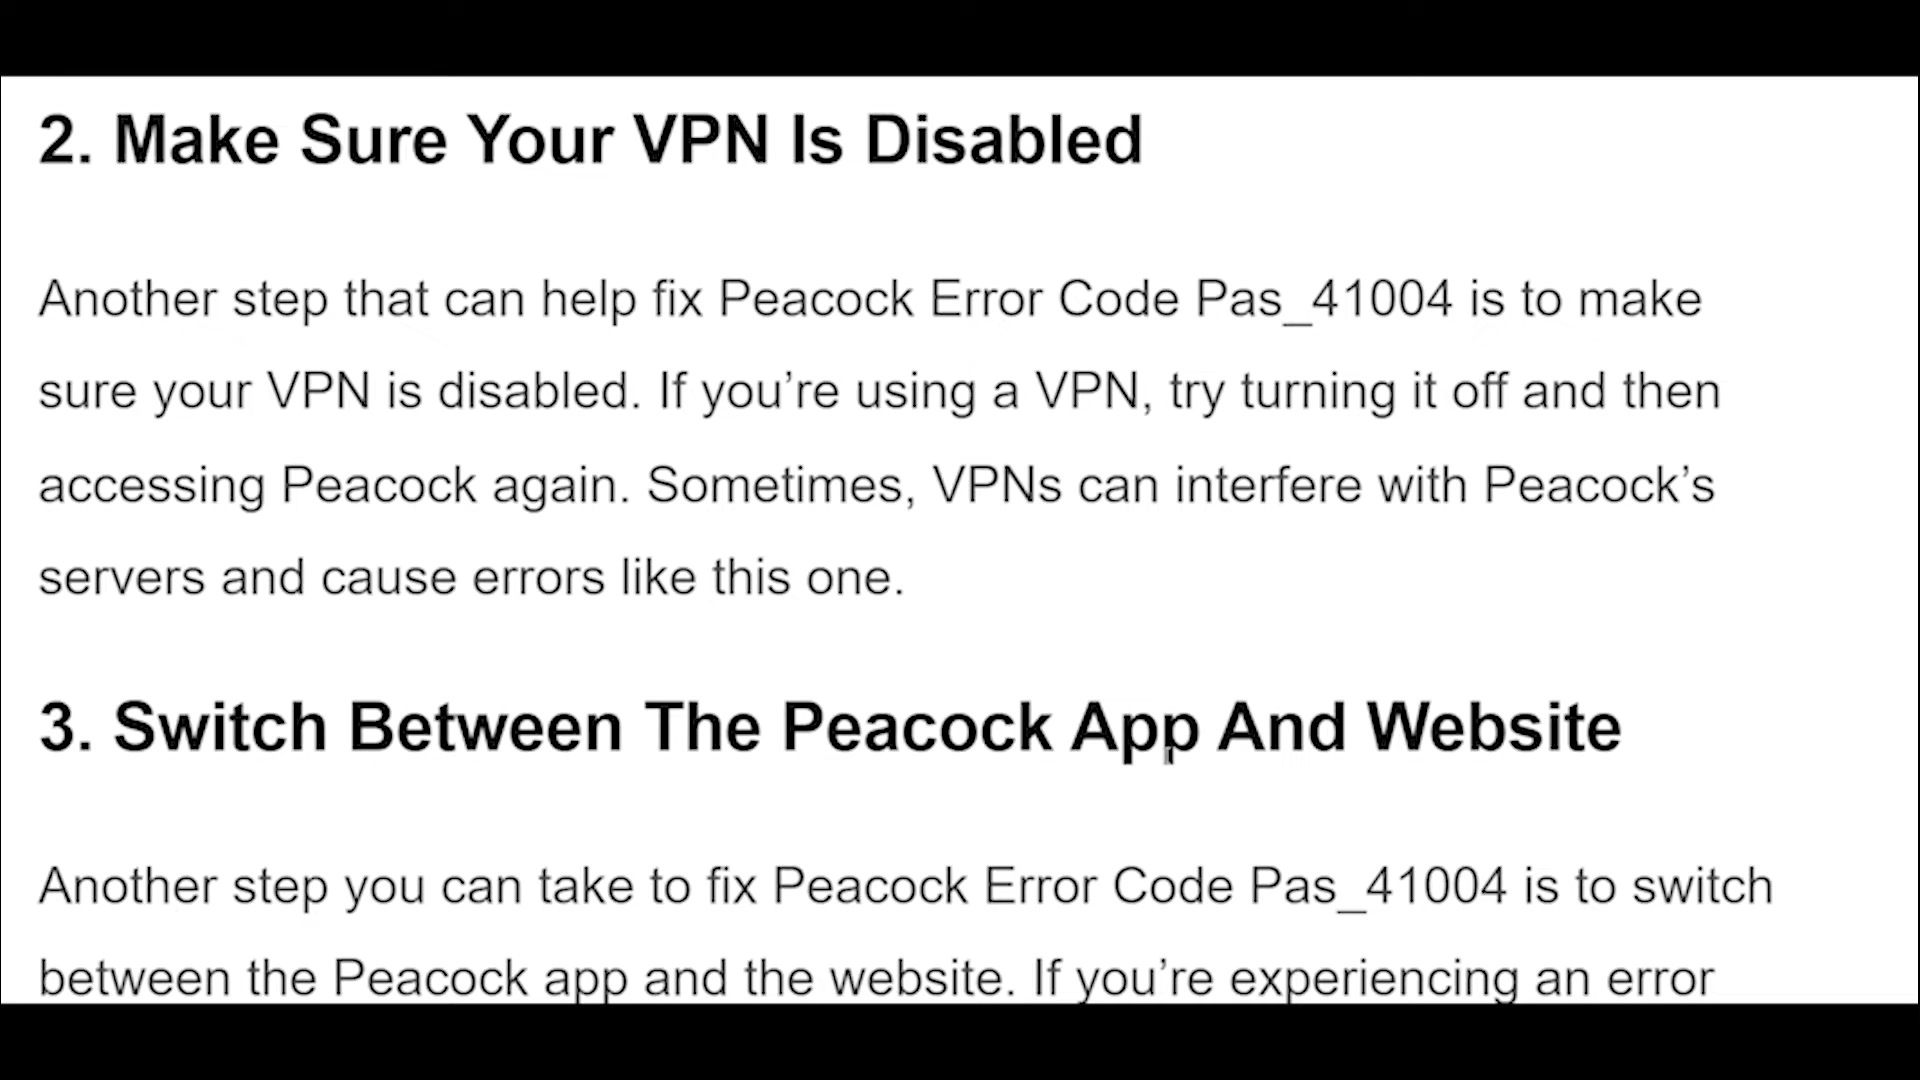 2. Make Sure Your VPN Is Disabled
Another step that can help fix Peacock Error Code Pas_41004 is to make
sure your VPN is disabled. If you’re using a VPN, try turning it off and then
accessing Peacock again. Sometimes, VPNs can interfere with Peacock’s
servers and cause errors like this one.
3. Switch Between The Peacock App And Website
Another step you can take to fix Peacock Error Code Pas_41004 is to switch
between the Peacock app and the website. If you’re experiencing an error